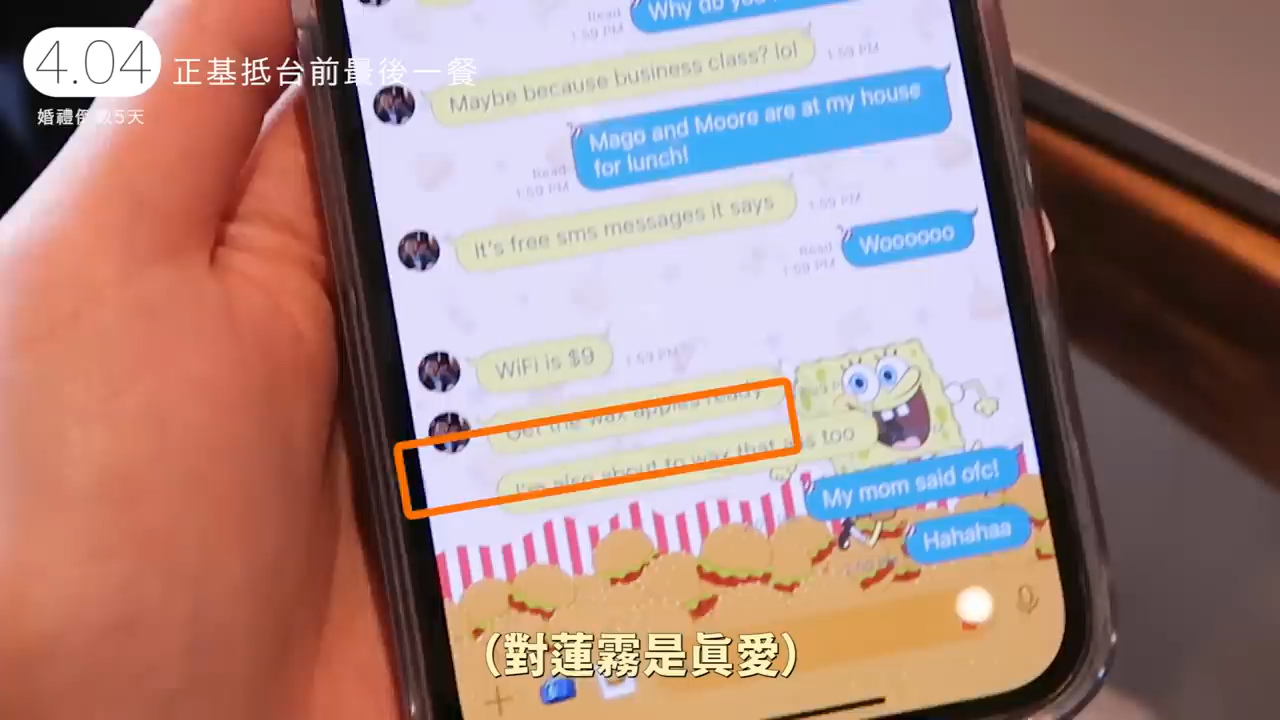 4.04 正基抵台前最後一餐
婚禮倒數5天
Read
1:59 PM
Why do you
Maybe because business class? lol
1:59 PM
Mago and Moore are at my house
for lunch!
Read
1:59 PM
It's free sms messages it says
1:59 PM
Woooooo
Read
1:59 PM
WiFi is $9
1:59 PM
Get the wax apples ready
I'm also about to wax that ass too
My mom said ofc!
Hahahaa
(對蓮霧是真愛)